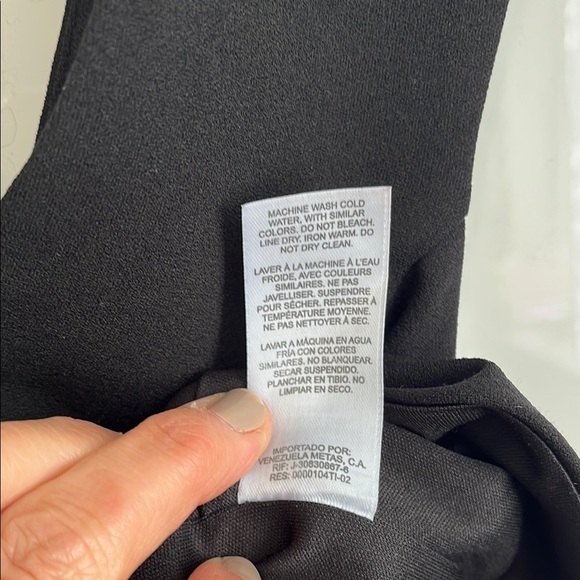 MACHINE WASH COLD
WATER, WITH SIMILAR
COLORS. DO NOT BLEACH.
LINE DRY. IRON WARM. DO
NOT DRY CLEAN.
LAVER À LA MACHINE À L'EAU
FROIDE, AVEC COULEURS
SIMILAIRES. NE PAS
JAVELLISER. SUSPENDRE
POUR SÉCHER. REPASSER À
TEMPÉRATURE MOYENNE.
NE PAS NETTOYER À SEC.
LAVAR A MÁQUINA EN AGUA
FRÍA CON COLORES
SIMILARES. NO BLANQUEAR.
SECAR SUSPENDIDO.
PLANCHAR EN TIBIO. NO
LIMPIAR EN SECO.
IMPORTADO POR:
VENEZUELA METAS, C.A.
RIF: J-30830867-6
RES: 0000104TI-02